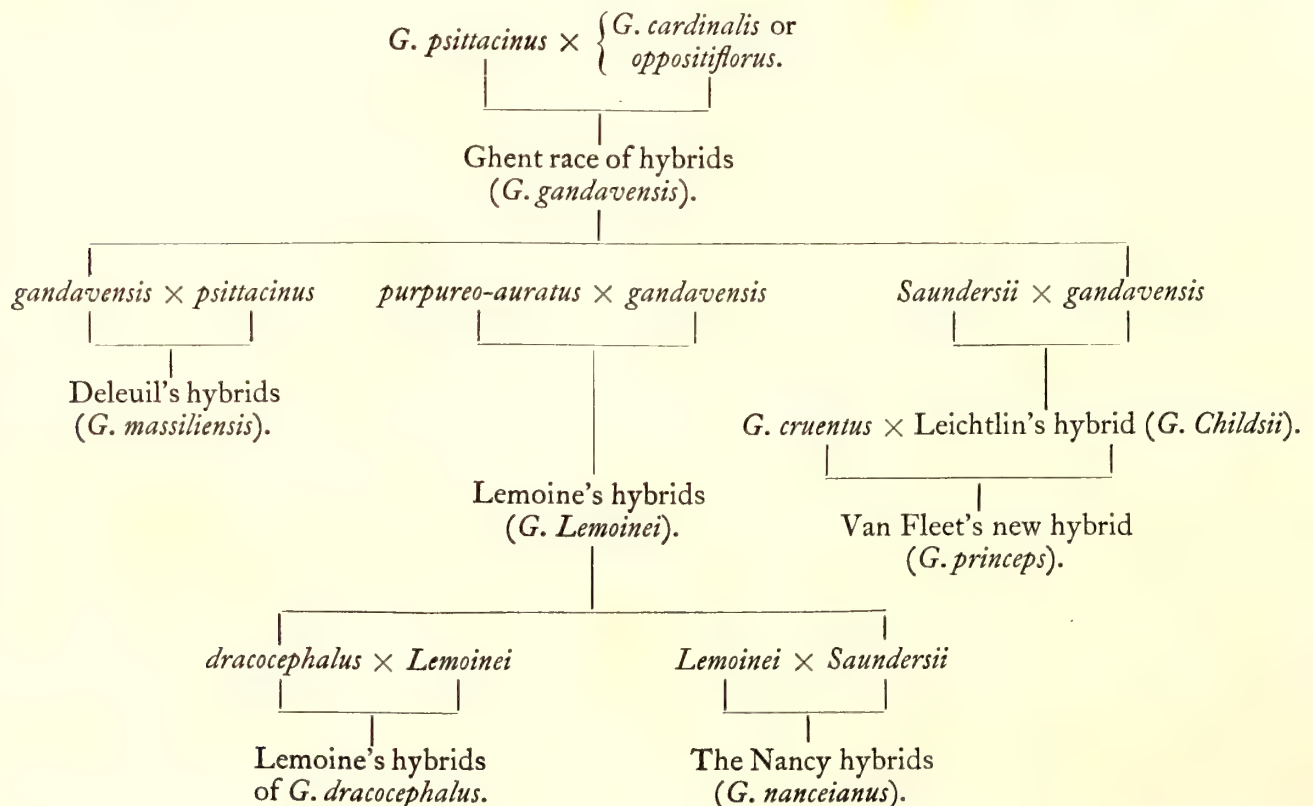 G. psittacinus × { G. cardinalis or
oppositiflorus.
Ghent race of hybrids
(G. gandavensis).
gandavensis × psittacinus
purpureo-auratus × gandavensis
Saundersii × gandavensis
Deleuil's hybrids
(G. massiliensis).
G. cruentus × Leichtlin's hybrid (G. Childsii).
Lemoine's hybrids
(G. Lemoinei).
Van Fleet's new hybrid
(G. princeps).
dracocephalus × Lemoinei
Lemoinei × Saundersii
Lemoine's hybrids
of G. dracocephalus.
The Nancy hybrids
(G. nanceianus).